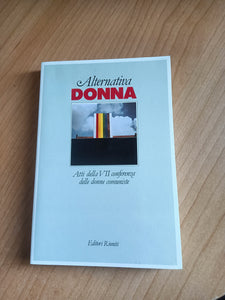 Alternativa
DONNA
Atti della VII conferenza
delle donne comuniste
Editori Riuniti